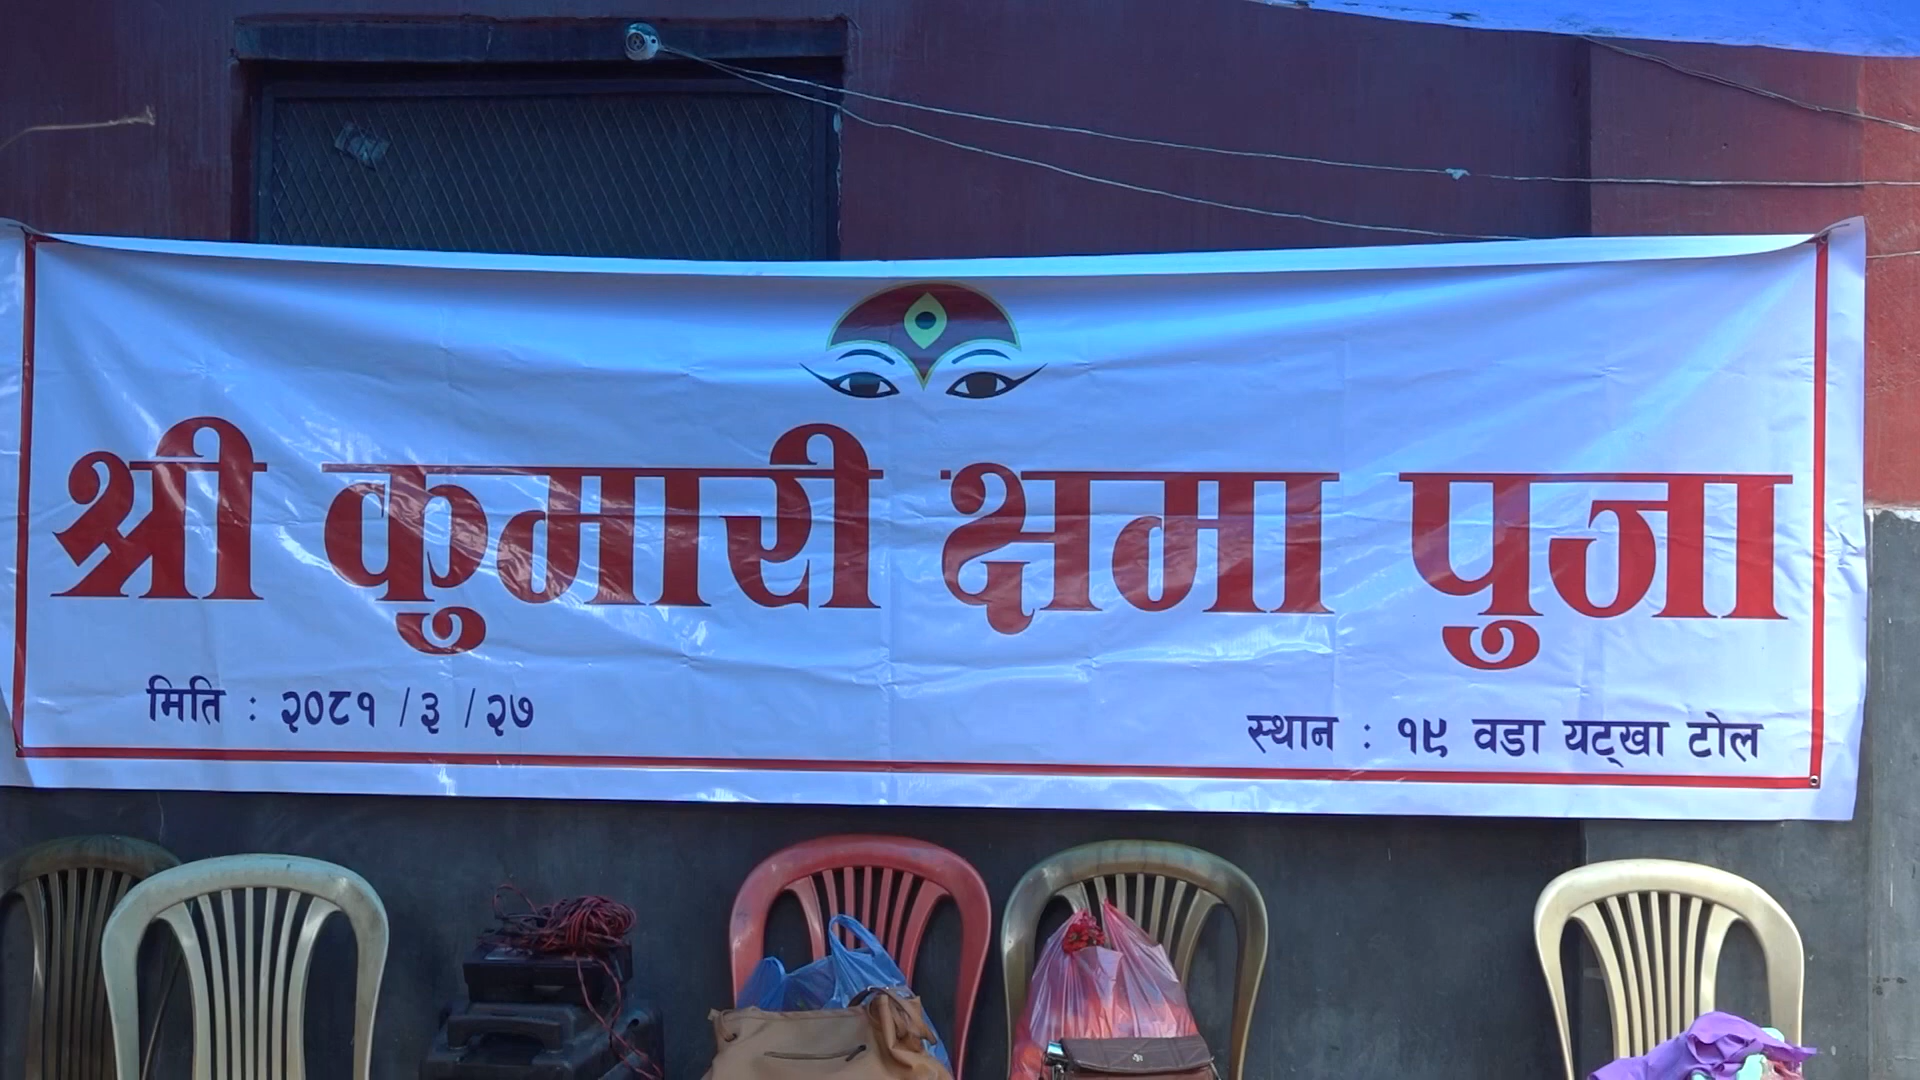 श्री कुमारी क्षमा पुजा
मिति : २०८१ /३ /२७
स्थान : १९ वडा यट्खा टोल